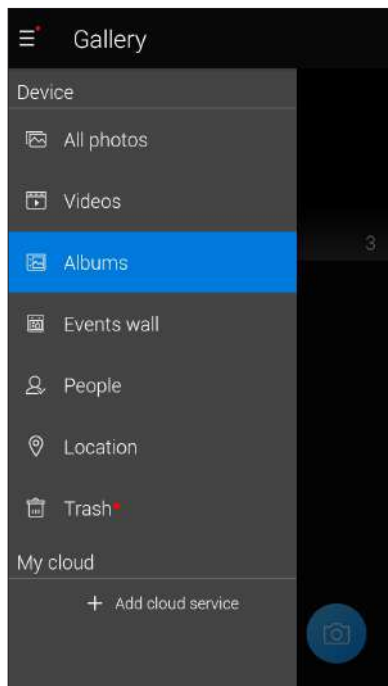 Gallery
Device
All photos
Videos
Albums
3
Events wall
People
Location
Trash
My cloud
+ Add cloud service